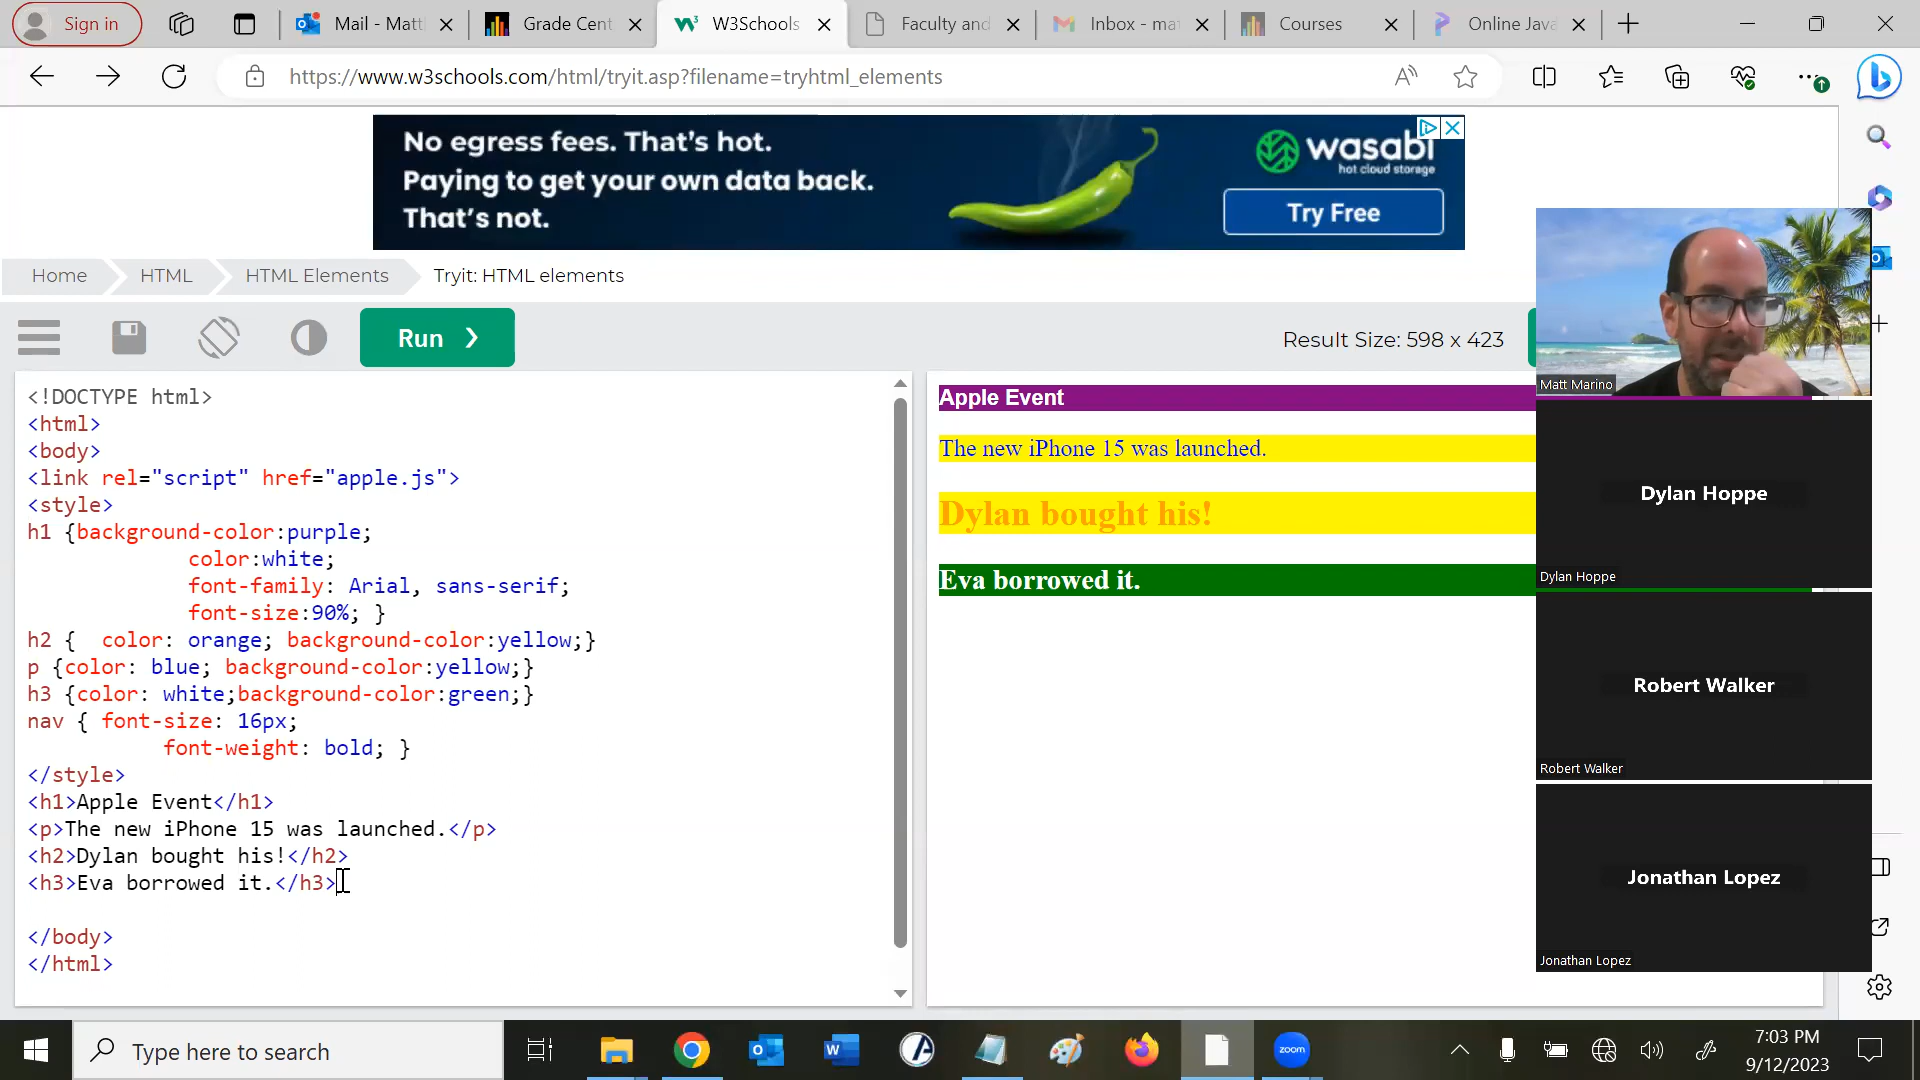 Sign in
Mail - Matt
Grade Cent
W3Schools
Faculty and
Inbox - mat
Courses
Online Java
https://www.w3schools.com/html/tryit.asp?filename=tryhtml_elements
No egress fees. That's hot.
Paying to get your own data back.
That's not.
wasabi
hot cloud storage
Try Free
Home
HTML
HTML Elements
Tryit: HTML elements
Run ❯
Result Size: 598 x 423
<!DOCTYPE html>
<html>
<body>
<link rel="script" href="apple.js">
<style>
h1 {background-color:purple;
color:white;
font-family: Arial, sans-serif;
font-size:90%; }
h2 {  color: orange; background-color:yellow;}
p {color: blue; background-color:yellow;}
h3 {color: white;background-color:green;}
nav { font-size: 16px;
font-weight: bold; }
</style>
<h1>Apple Event</h1>
<p>The new iPhone 15 was launched.</p>
<h2>Dylan bought his!</h2>
<h3>Eva borrowed it.</h3>
</body>
</html>
Apple Event
The new iPhone 15 was launched.
Dylan bought his!
Eva borrowed it.
Matt Marino
Dylan Hoppe
Dylan Hoppe
Robert Walker
Robert Walker
Jonathan Lopez
Jonathan Lopez
Type here to search
zoom
7:03 PM
9/12/2023